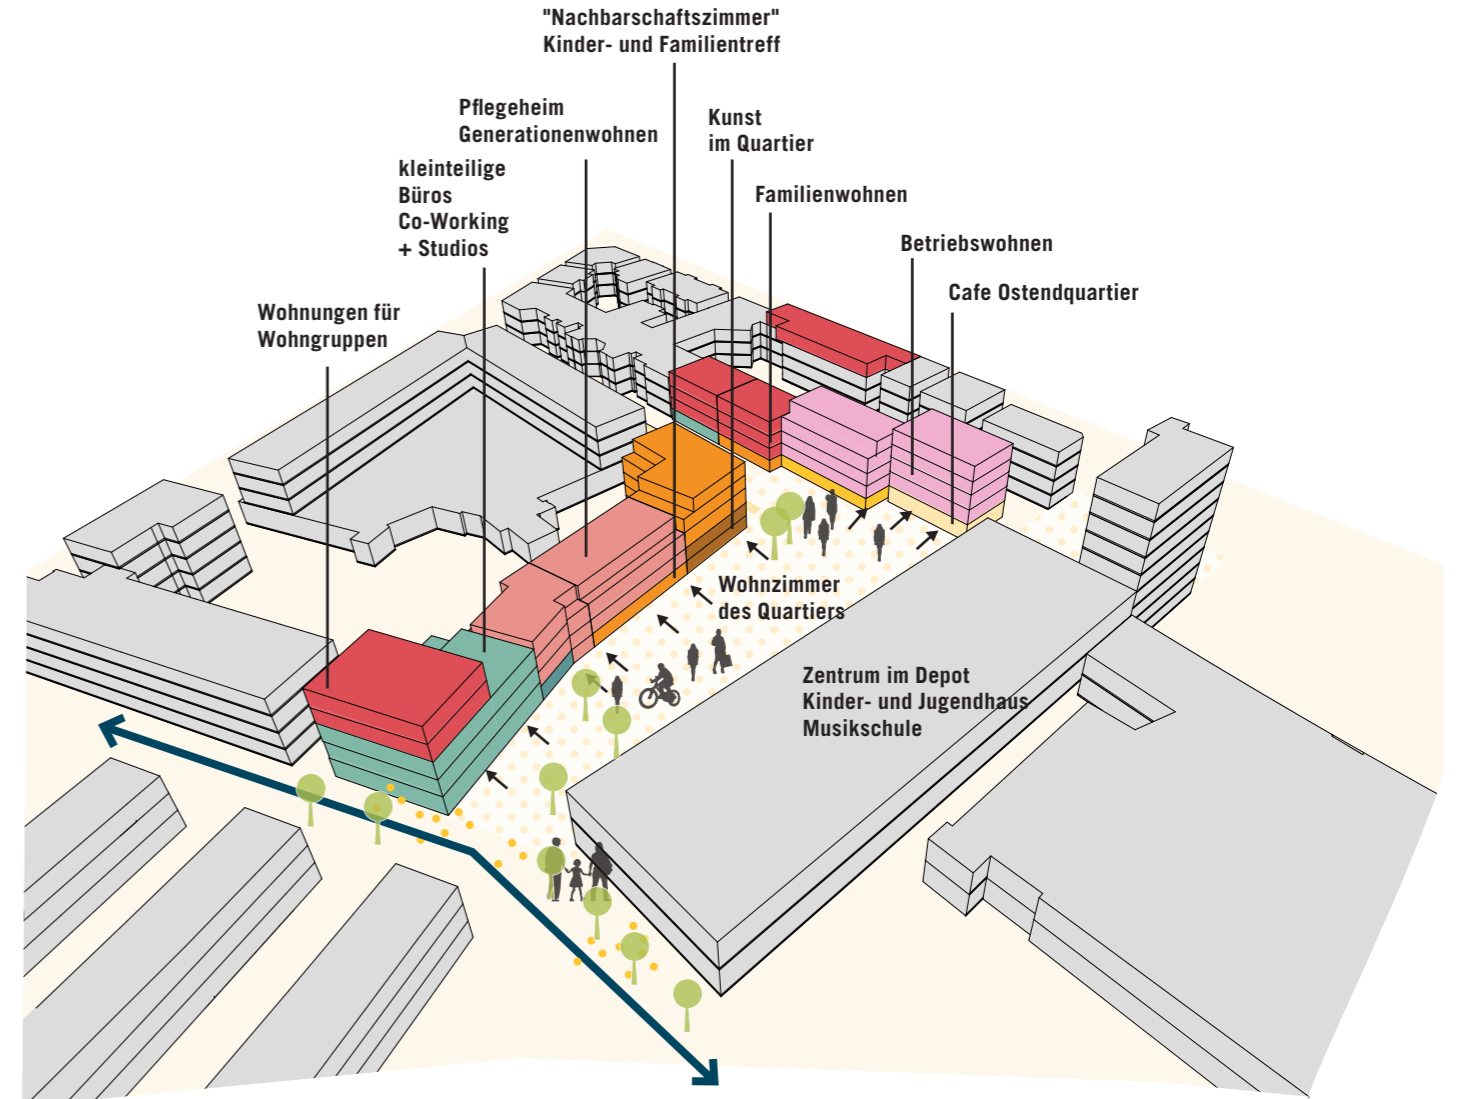 "Nachbarschaftszimmer"
Kinder- und Familientreff
Pflegeheim
Generationenwohnen
Kunst
im Quartier
kleinteilige
Büros
Co-Working
+ Studios
Familienwohnen
Betriebswohnen
Cafe Ostendquartier
Wohnungen für
Wohngruppen
Wohnzimmer
des Quartiers
Zentrum im Depot
Kinder- und Jugendhaus
Musikschule